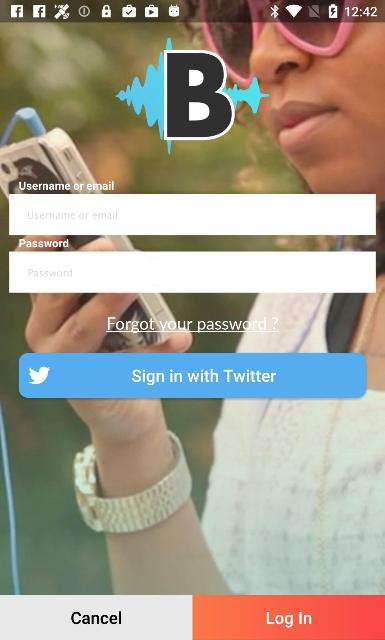 12:42
B
Username or email
Username or email
Password
Password
Forgot your password ?
Sign in with Twitter
Cancel
Log In